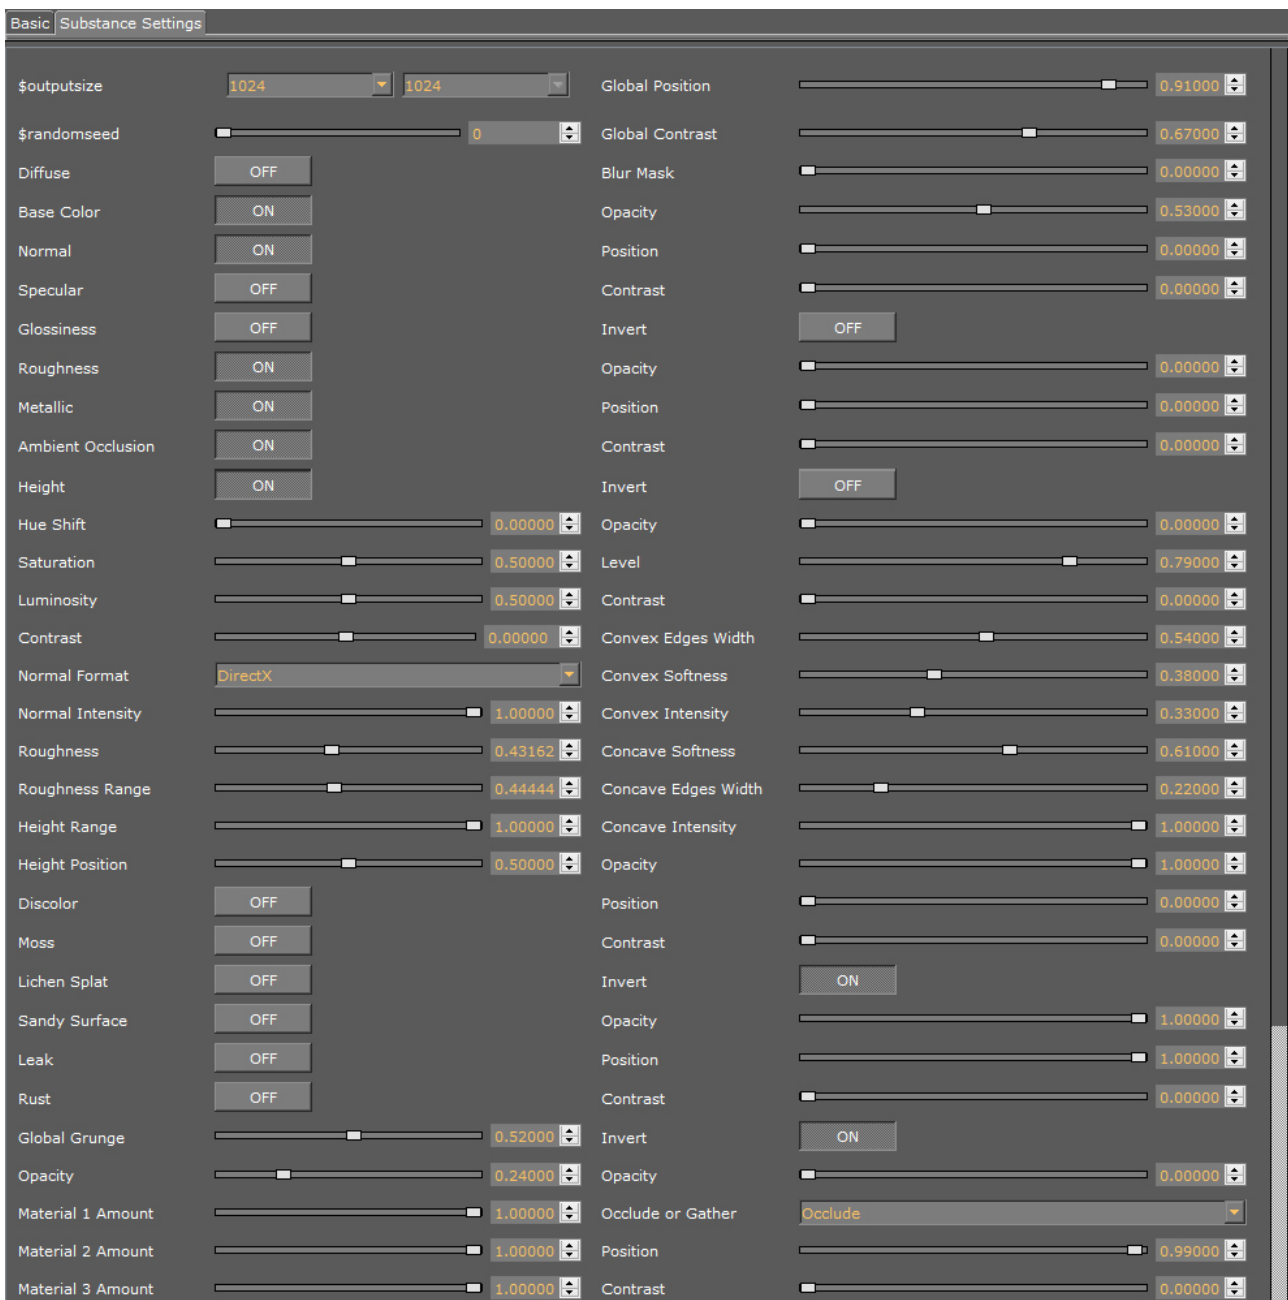 Basic Substance Settings
$outputsize 1024 1024 Global Position 0.91000
$randomseed 0 Global Contrast 0.67000
Diffuse OFF Blur Mask 0.00000
Base Color ON Opacity 0.53000
Normal ON Position 0.00000
Specular OFF Contrast 0.00000
Glossiness OFF Invert OFF
Roughness ON Opacity 0.00000
Metallic ON Position 0.00000
Ambient Occlusion ON Contrast 0.00000
Height ON Invert OFF
Hue Shift 0.00000 Opacity 0.00000
Saturation 0.50000 Level 0.79000
Luminosity 0.50000 Contrast 0.00000
Contrast 0.00000 Convex Edges Width 0.54000
Normal Format DirectX Convex Softness 0.38000
Normal Intensity 1.00000 Convex Intensity 0.33000
Roughness 0.43162 Concave Softness 0.61000
Roughness Range 0.44444 Concave Edges Width 0.22000
Height Range 1.00000 Concave Intensity 1.00000
Height Position 0.50000 Opacity 1.00000
Discolor OFF Position 0.00000
Moss OFF Contrast 0.00000
Lichen Splat OFF Invert ON
Sandy Surface OFF Opacity 1.00000
Leak OFF Position 1.00000
Rust OFF Contrast 0.00000
Global Grunge 0.52000 Invert ON
Opacity 0.24000 Opacity 0.00000
Material 1 Amount 1.00000 Occlude or Gather Occlude
Material 2 Amount 1.00000 Position 0.99000
Material 3 Amount 1.00000 Contrast 0.00000